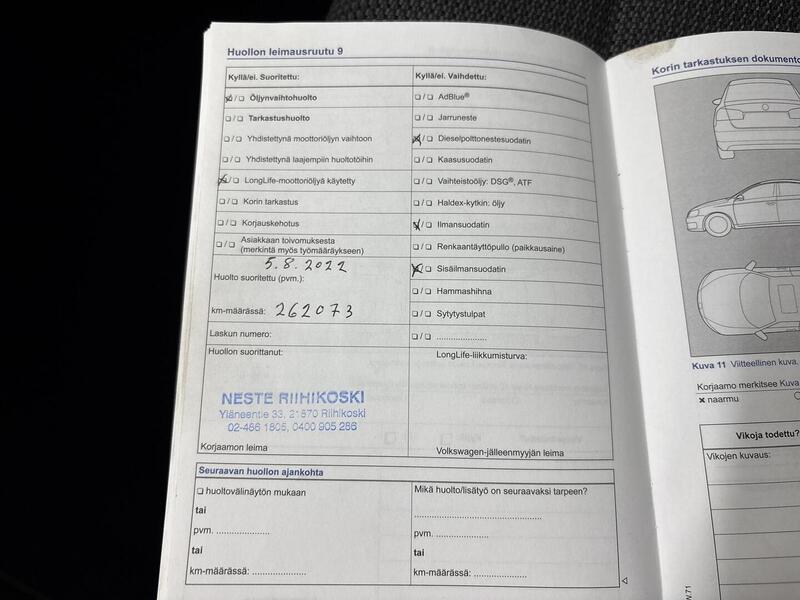 Huollon leimausruutu 9
Kyllä/ei. Suoritettu:
Öljynvaihtohuolto
Tarkastushuolto
Yhdistettynä moottoriöljyn vaihtoon
Yhdistettynä laajempiin huoltotöihin
LongLife-moottoriöljyä käytetty
Korin tarkastus
Korjauskehotus
Asiakkaan toivomuksesta
(merkintä myös työmääräykseen)
5.8.2022
Huolto suoritettu (pvm.):
km-määrässä: 262073
Laskun numero:
Huollon suorittanut:
NESTE RIIHIKOSKI
Yläneentie 33, 21570 Riihikoski
02-486 1805, 0400 905 266
Korjaamon leima
Kyllä/ei. Vaihdettu:
AdBlue®
Jarruneste
Dieselpolttonestesuodatin
Kaasusuodatin
Vaihteistoöljy: DSG®, ATF
Haldex-kytkin: öljy
Ilmansuodatin
Renkaantäyttöpullo (paikkausaine)
Sisäilmansuodatin
Hammashihna
Sytytystulpat
LongLife-liikkumisturva:
Volkswagen-jälleenmyyjän leima
Seuraavan huollon ajankohta
huoltovälinäytön mukaan
tai
pvm. ....................
tai
km-määrässä: ....................
Mikä huolto/lisätyö on seuraavaksi tarpeen?
pvm. ....................
tai
km-määrässä: ....................
Korin tarkastuksen
Kuva 11 Viitteellinen kuva.
Korjaamo merkitsee Kuva
× naarmu
Vikoja todettu?
Vikojen kuvaus: